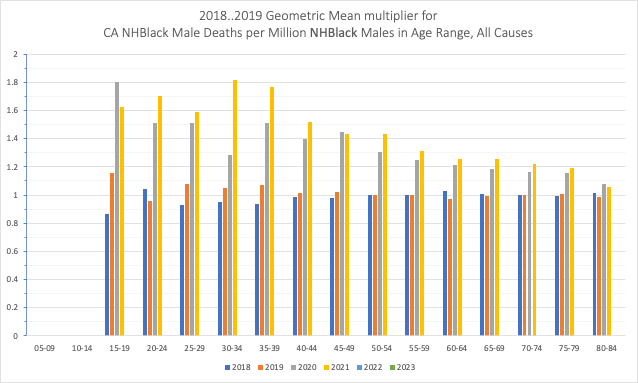 2018..2019 Geometric Mean multiplier for
CA NHBlack Male Deaths per Million NHBlack Males in Age Range, All Causes
2
1.8
1.6
1.4
1.2
1
0.8
0.6
0.4
0.2
0
05-09 10-14 15-19 20-24 25-29 30-34 35-39 40-44 45-49 50-54 55-59 60-64 65-69 70-74 75-79 80-84
2018 2019 2020 2021 2022 2023